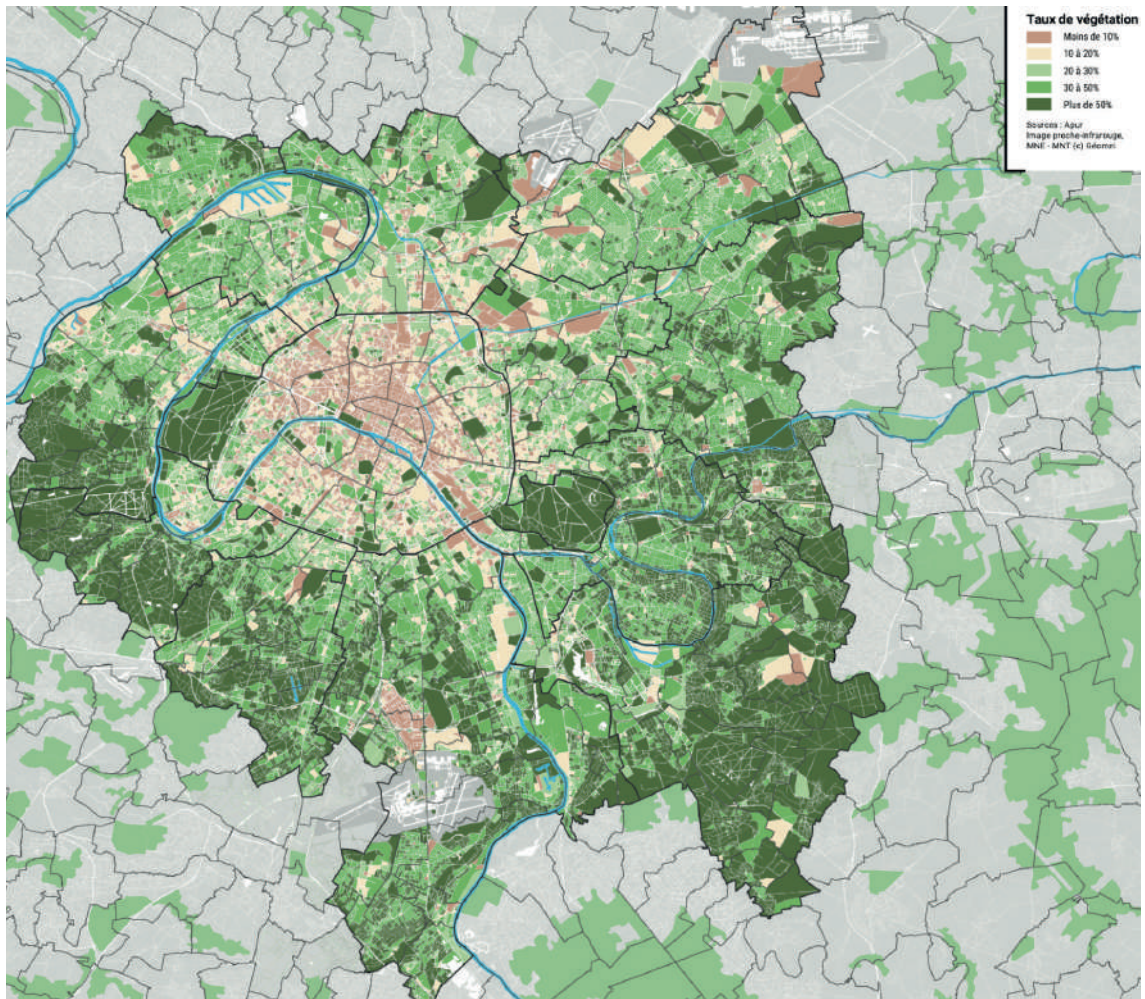 Taux de végétation
Moins de 10%
10 à 20%
20 à 30%
30 à 50%
Plus de 50%
Sources : Apur
Image proche-infrarouge,
MNE - MNT (c) Géomni